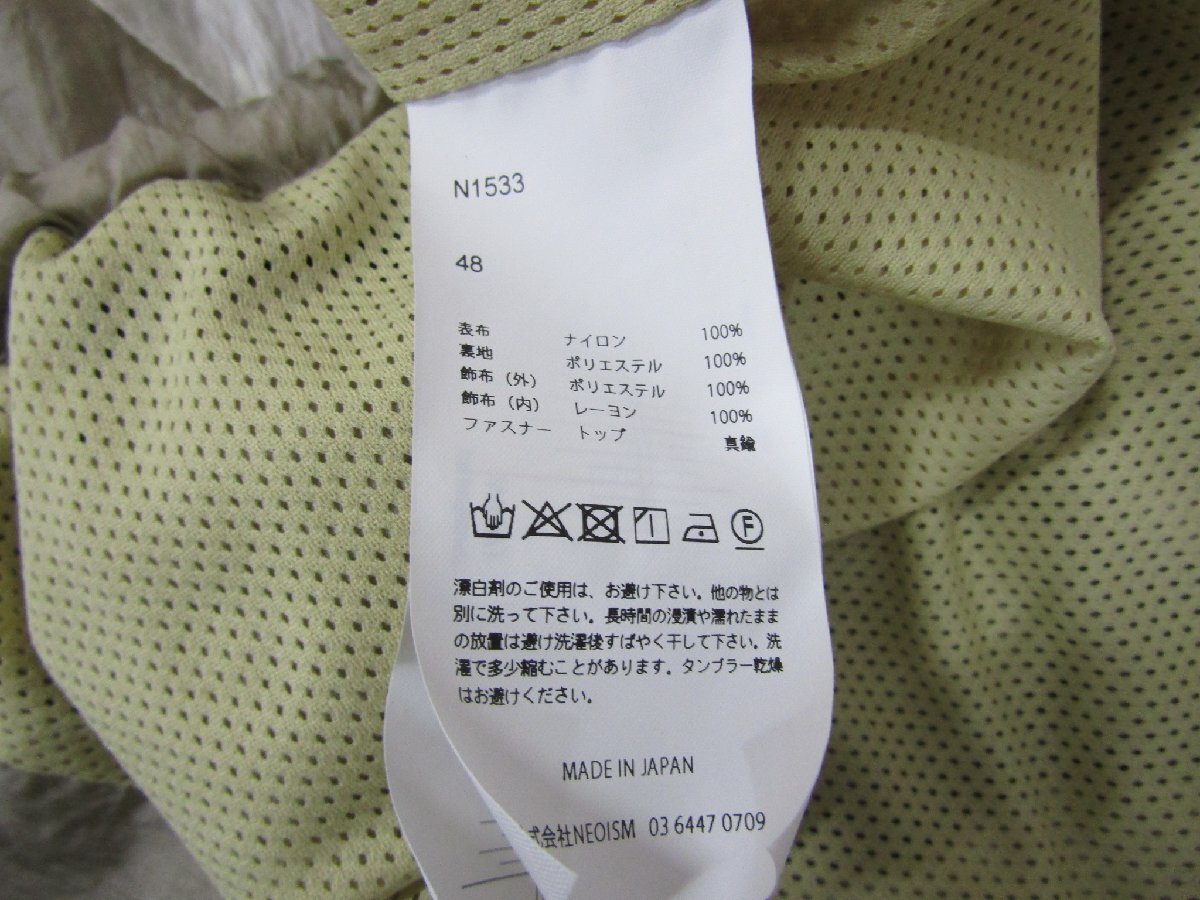 N1533
48
表布 ナイロン 100%
裏地 ポリエステル 100%
飾布（外） ポリエステル 100%
飾布（内） レーヨン 100%
ファスナー トップ 真鍮
F
漂白剤のご使用は、お避け下さい。他の物とは
別に洗って下さい。長時間の浸漬や濡れたまま
の放置は避け洗濯後すばやく干して下さい。洗
濯で多少縮むことがあります。タンブラー乾燥
はお避けください。
MADE IN JAPAN
式会社NEOISM 03 6447 0709